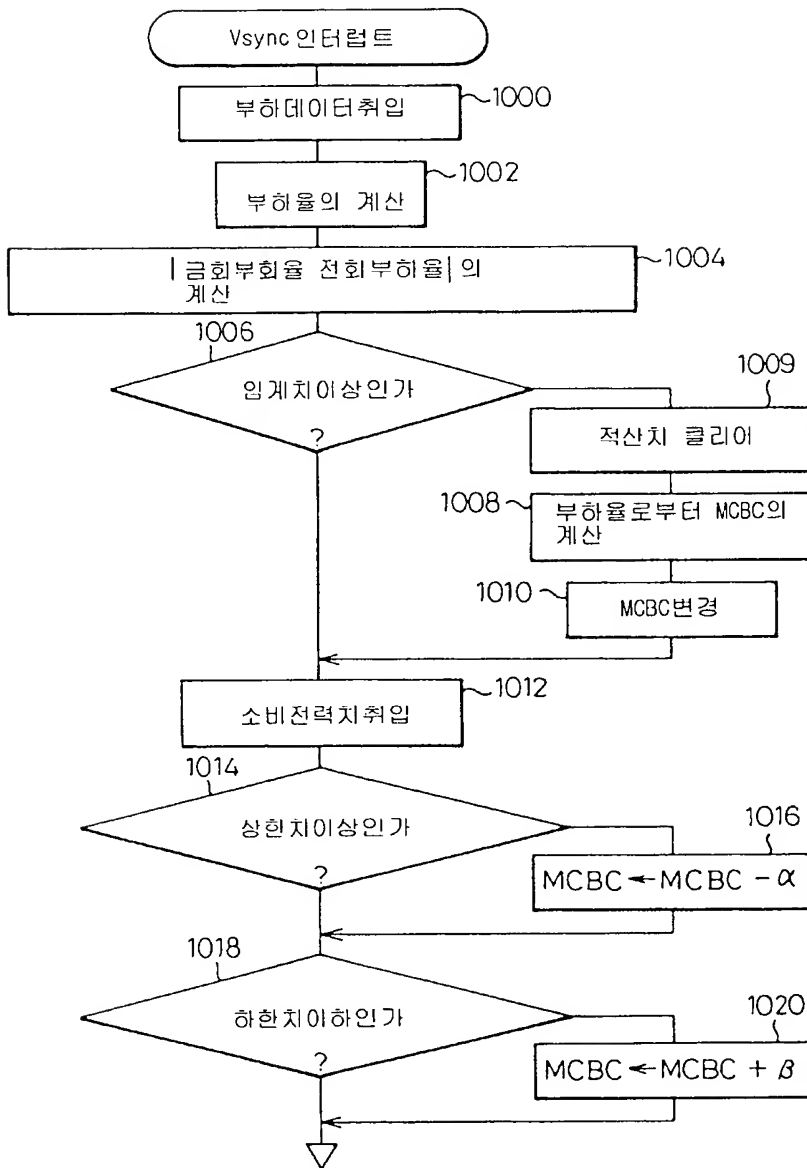 Vsync 인터럽트
부하데이터취입
1000
1002
부하율의 계산
1004
|금회부회율 전회부하율|의
계산
1006
임계치이상인가
?
1009
적산치 클리어
1008
부하율로부터 MCBC의
계산
1010
MCBC변경
1012
소비전력치취입
1014
상한치이상인가
?
1016
MCBC←MCBC －α
1018
하한치이하인가
?
1020
MCBC←MCBC ＋ β